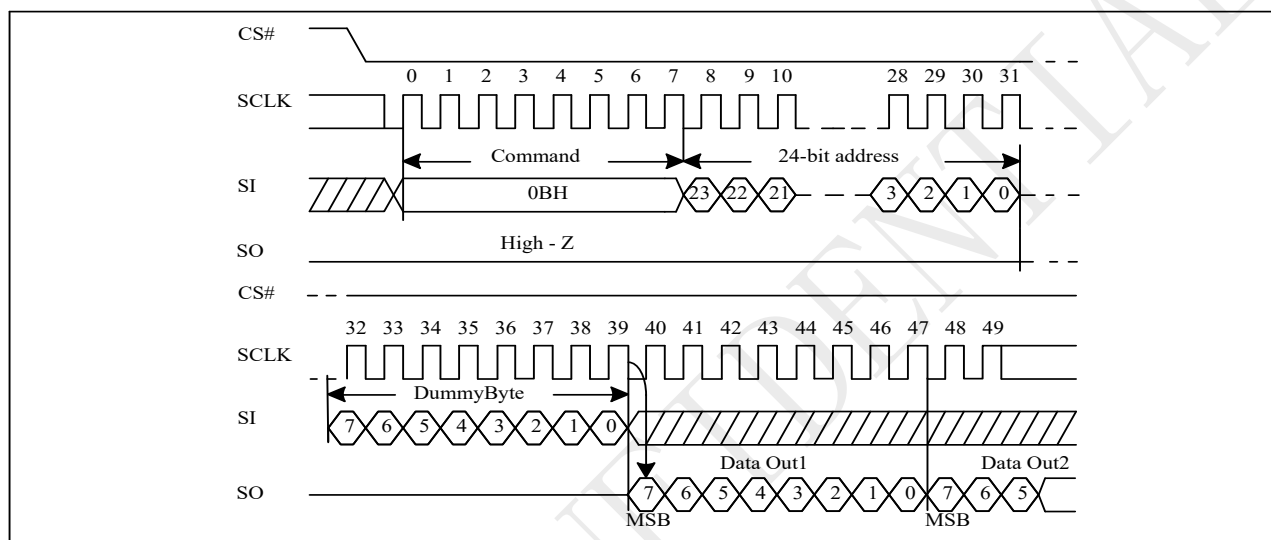 CS#
0 1 2 3 4 5 6 7 8 9 10 28 29 30 31
SCLK
Command 24-bit address
SI 0BH 23 22 21 3 2 1 0
SO High - Z
CS#
32 33 34 35 36 37 38 39 40 41 42 43 44 45 46 47 48 49
SCLK
DummyByte
SI 7 6 5 4 3 2 1 0
Data Out1 Data Out2
SO 7 6 5 4 3 2 1 0 7 6 5
MSB MSB
IDENTIAL